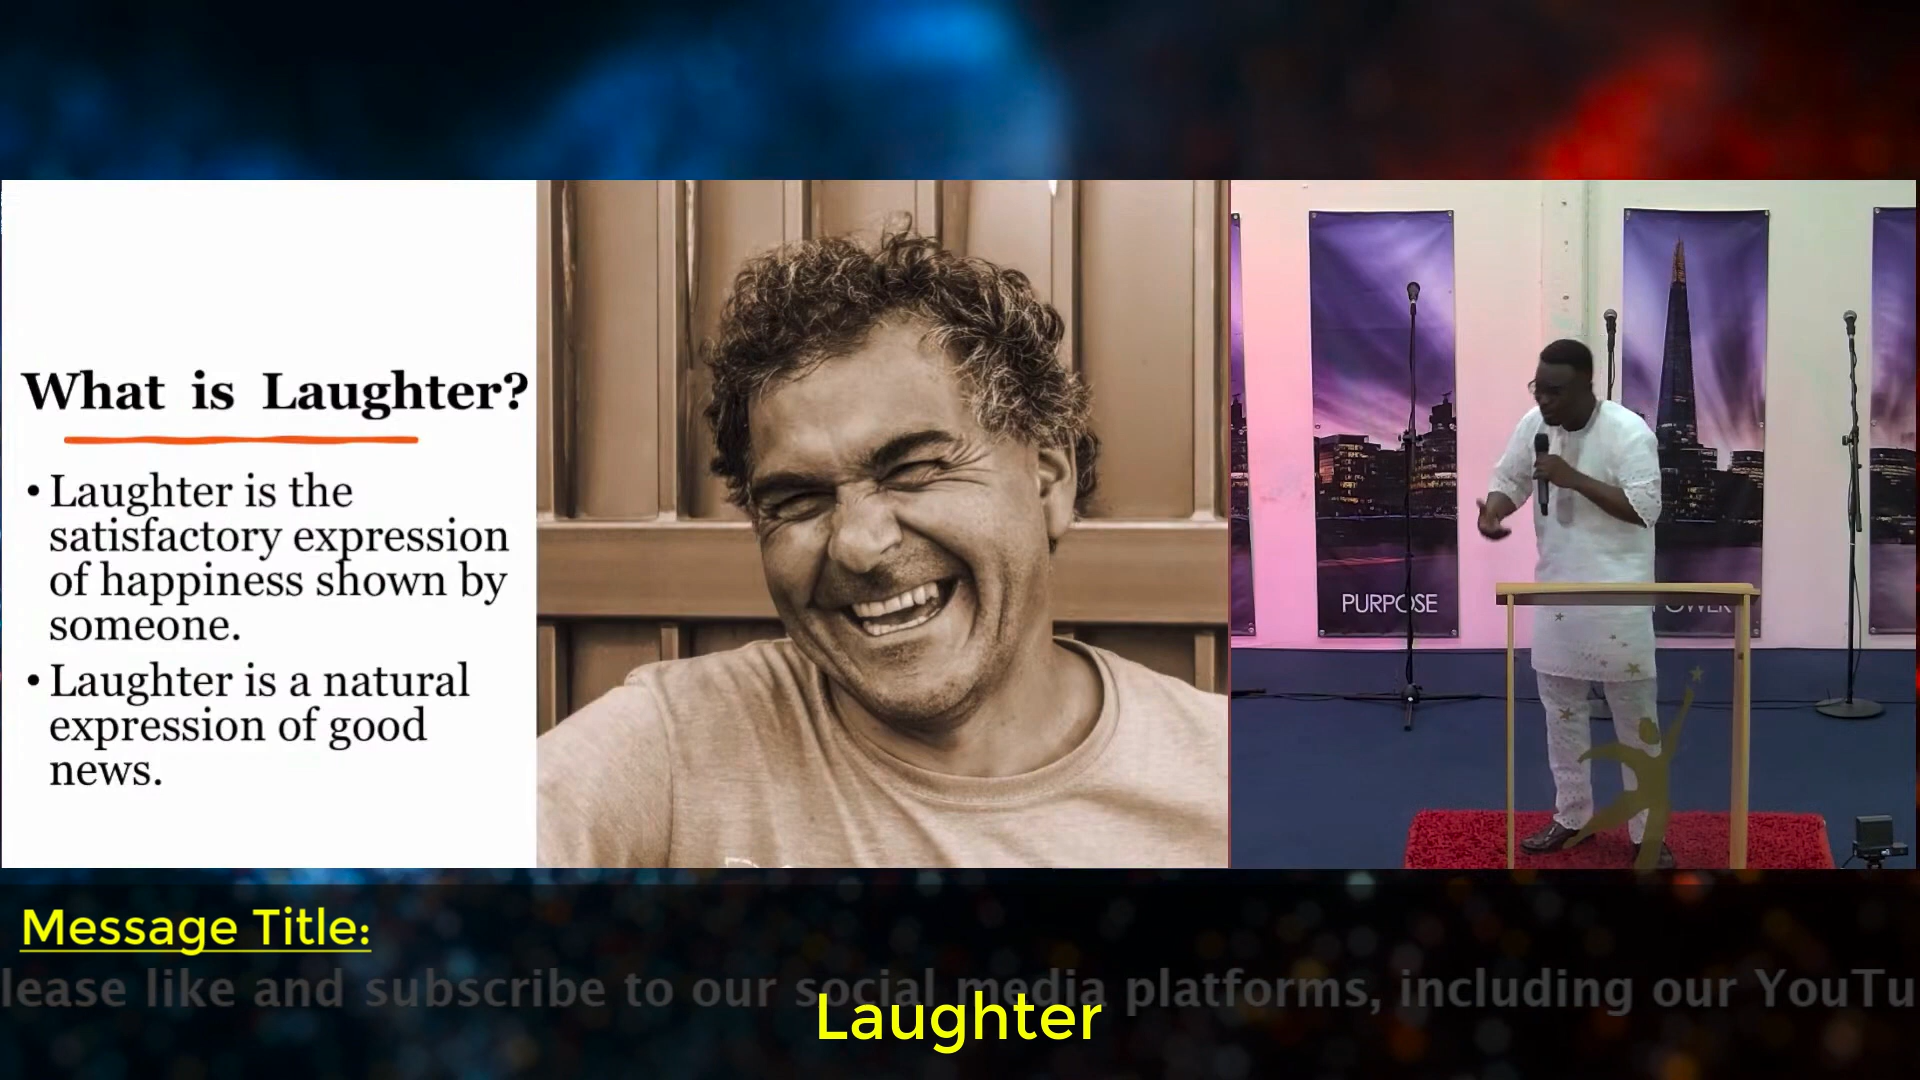 What is Laughter?
• Laughter is the
satisfactory expression
of happiness shown by
someone.
• Laughter is a natural
expression of good
news.
PURPOSE
POWER
Message Title:
lease like and subscribe to our social media platforms, including our YouTu
Laughter